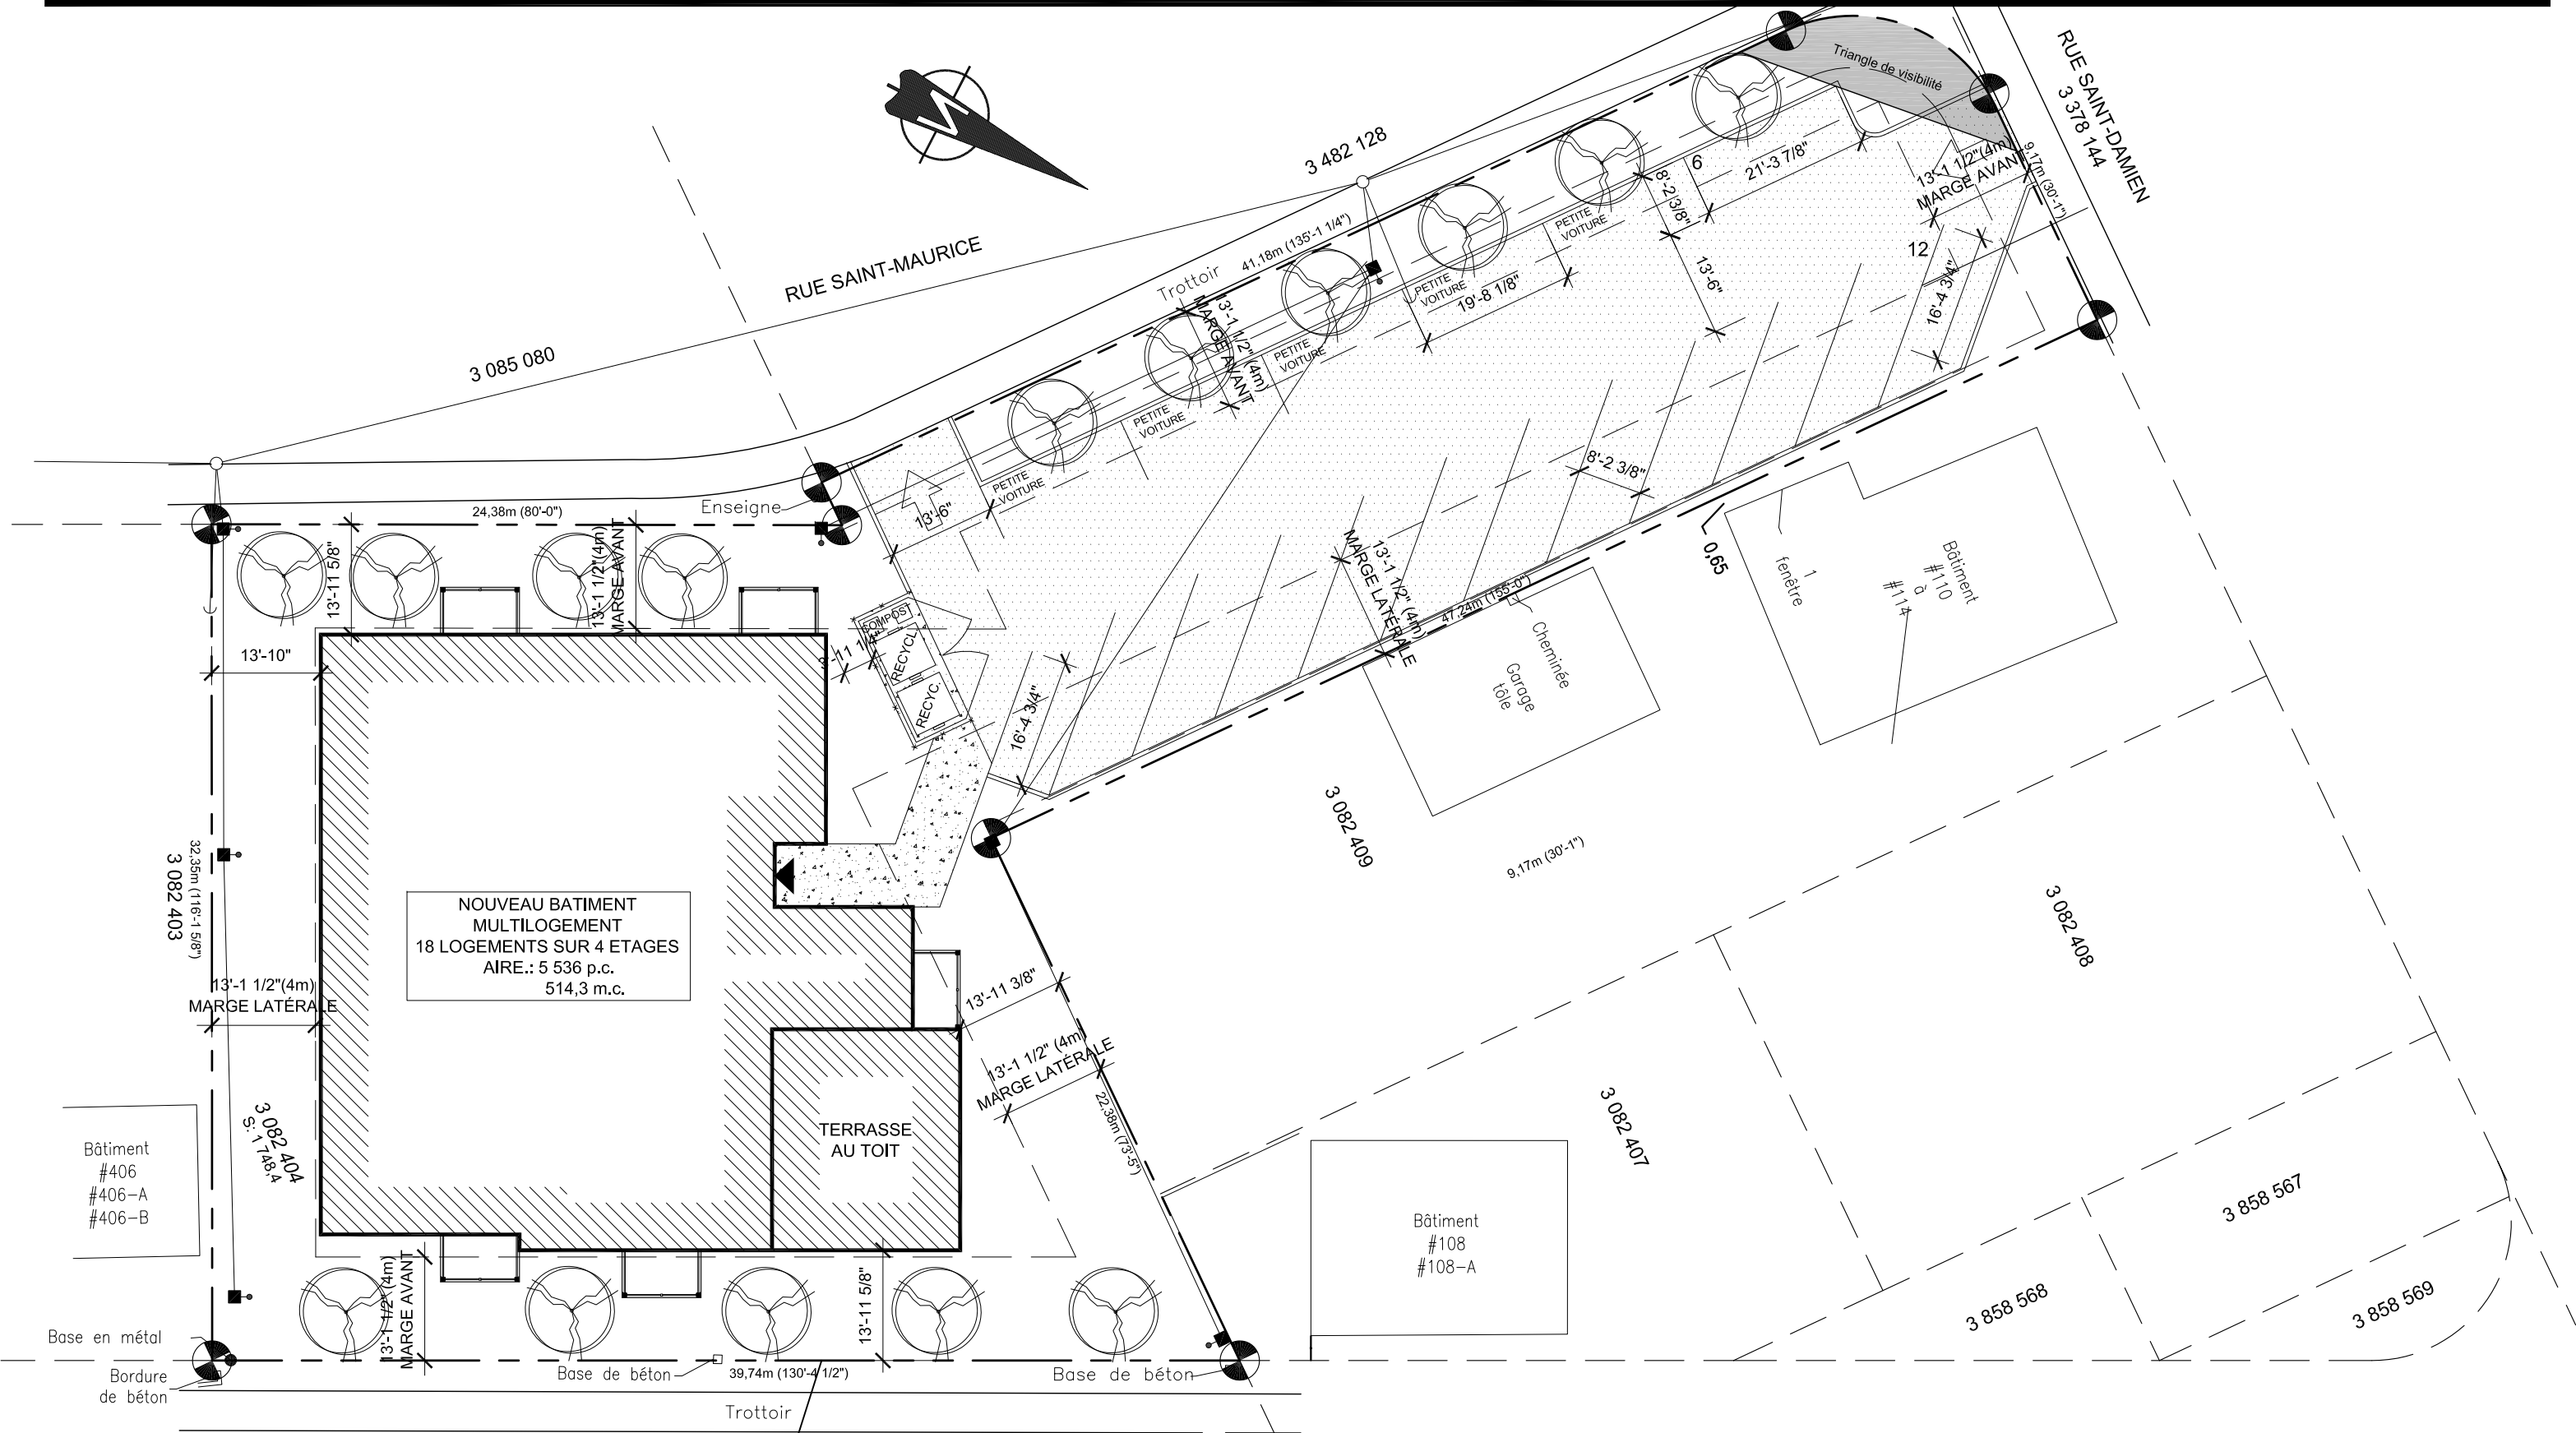 RUE SAINT-DAMIEN
3 378 144
Triangle de visibilité
3 482 128
6
21'-3 7/8"
13'-1 1/2"(4m)
MARGE AVANT
9,17m (30'-1")
8'-2 3/8"
PETITE
VOITURE
12
13'-6"
16'-4 3/4"
RUE SAINT-MAURICE
3 085 080
Trottoir
41,18m (135'-1 1/4")
PETITE
VOITURE
19'-8 1/8"
13'-1 1/2" (4m)
MARGE AVANT
PETITE
VOITURE
PETITE
VOITURE
PETITE
VOITURE
13'-6"
8'-2 3/8"
Enseigne
24,38m (80'-0")
13'-11 5/8"
13'-1 1/2"(4m)
MARGE AVANT
13'-10"
COMPOST
RECYCL
RECYC.
16'-4 3/4"
13'-1 1/2" (4m)
MARGE LATÉRALE
47,24m (155'-0")
0,65
1
fenêtre
Bâtiment
#110
à
#114
Cheminée
Garage
tôle
3 082 409
9,17m (30'-1")
3 082 408
3 082 407
3 858 567
3 858 568
3 858 569
32,35m (116'-1 5/8")
3 082 403
NOUVEAU BATIMENT
MULTILOGEMENT
18 LOGEMENTS SUR 4 ETAGES
AIRE.: 5 536 p.c.
514,3 m.c.
13'-1 1/2"(4m)
MARGE LATÉRALE
13'-11 3/8"
13'-1 1/2" (4m)
MARGE LATÉRALE
22,38m (73'-5")
TERRASSE
AU TOIT
3 082 404
S: 1 748,4
Bâtiment
#406
#406-A
#406-B
Bâtiment
#108
#108-A
13'-1 1/2"(4m)
MARGE AVANT
13'-11 5/8"
Base en métal
Bordure
de béton
Base de béton
39,74m (130'-4 1/2")
Base de béton
Trottoir